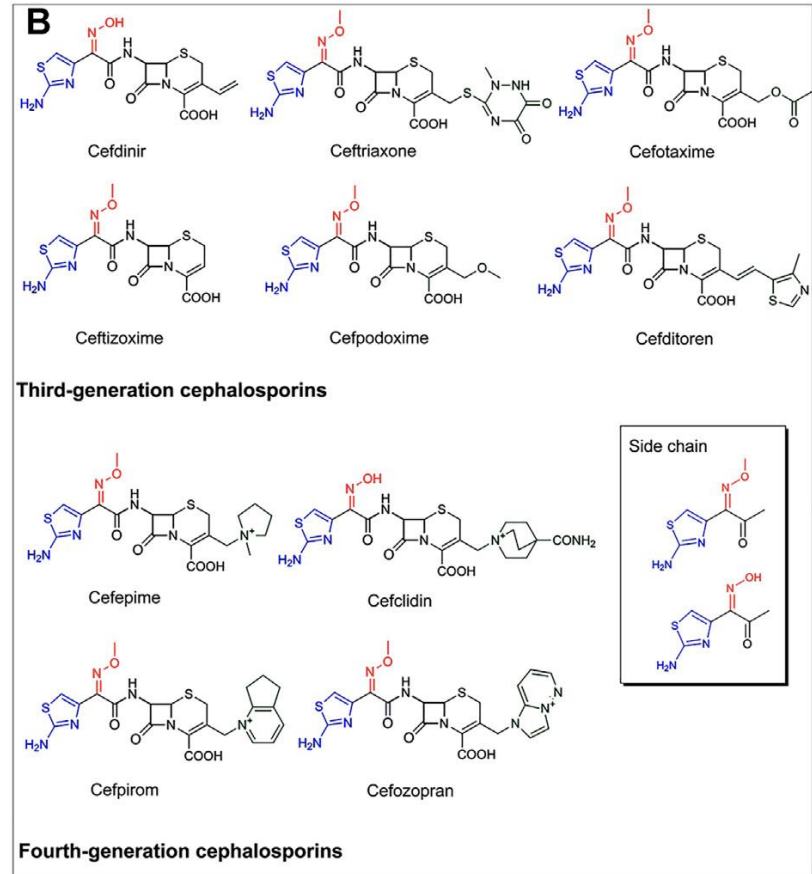 B
Cefdinir
Ceftriaxone
Cefotaxime
Ceftizoxime
Cefpodoxime
Cefditoren
Third-generation cephalosporins
Side chain
Cefepime
Cefclidin
Cefpirom
Cefozopran
Fourth-generation cephalosporins